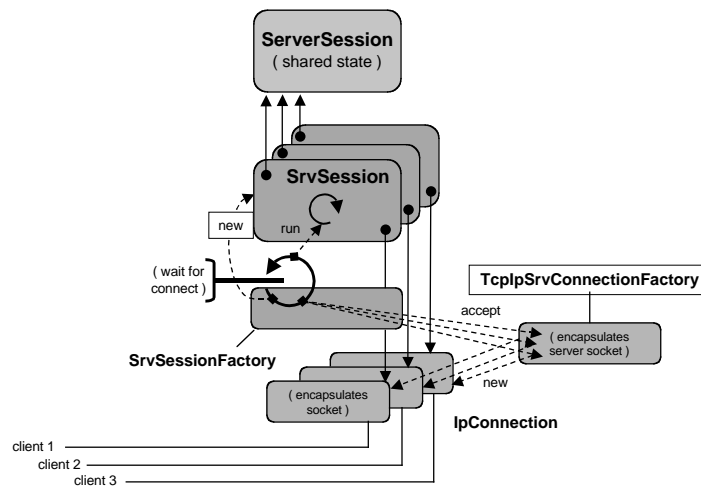 ServerSession
( shared state )
SrvSession
new
run
( wait for
connect )
TcpIpSrvConnectionFactory
accept
( encapsulates
server socket )
SrvSessionFactory
new
( encapsulates
socket )
IpConnection
client 1
client 2
client 3